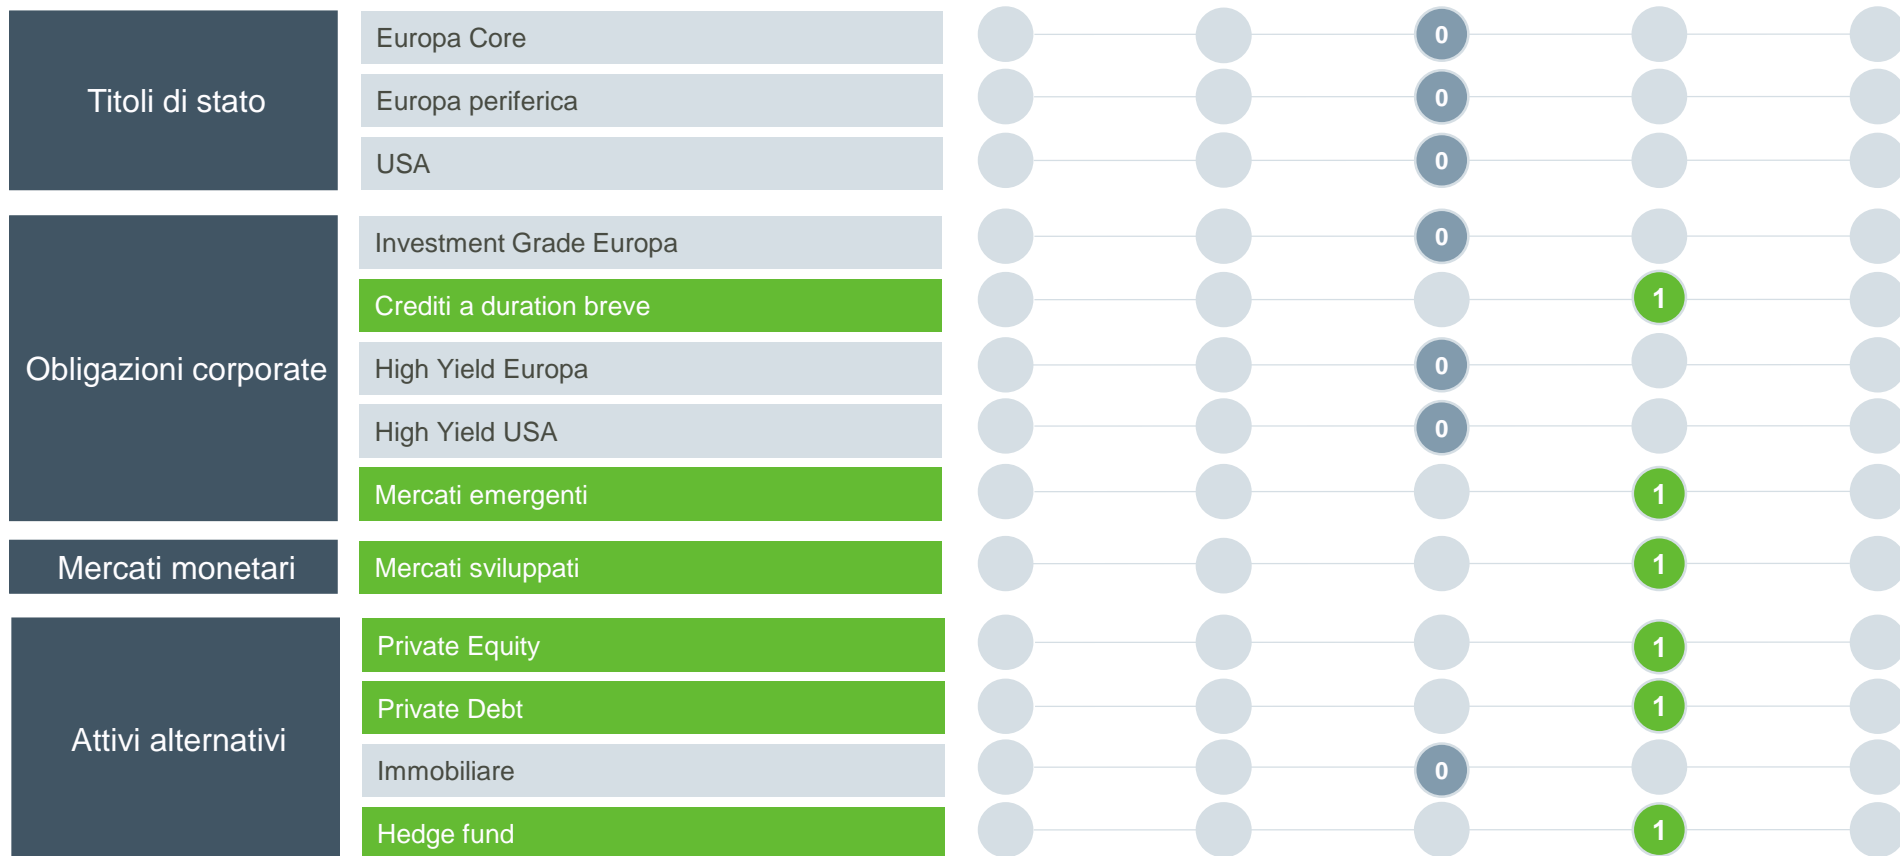 Titoli di stato
Europa Core
0
Europa periferica
0
USA
0
Obligazioni corporate
Investment Grade Europa
0
Crediti a duration breve
1
High Yield Europa
0
High Yield USA
0
Mercati emergenti
1
Mercati monetari
Mercati sviluppati
1
Attivi alternativi
Private Equity
1
Private Debt
1
Immobiliare
0
Hedge fund
1